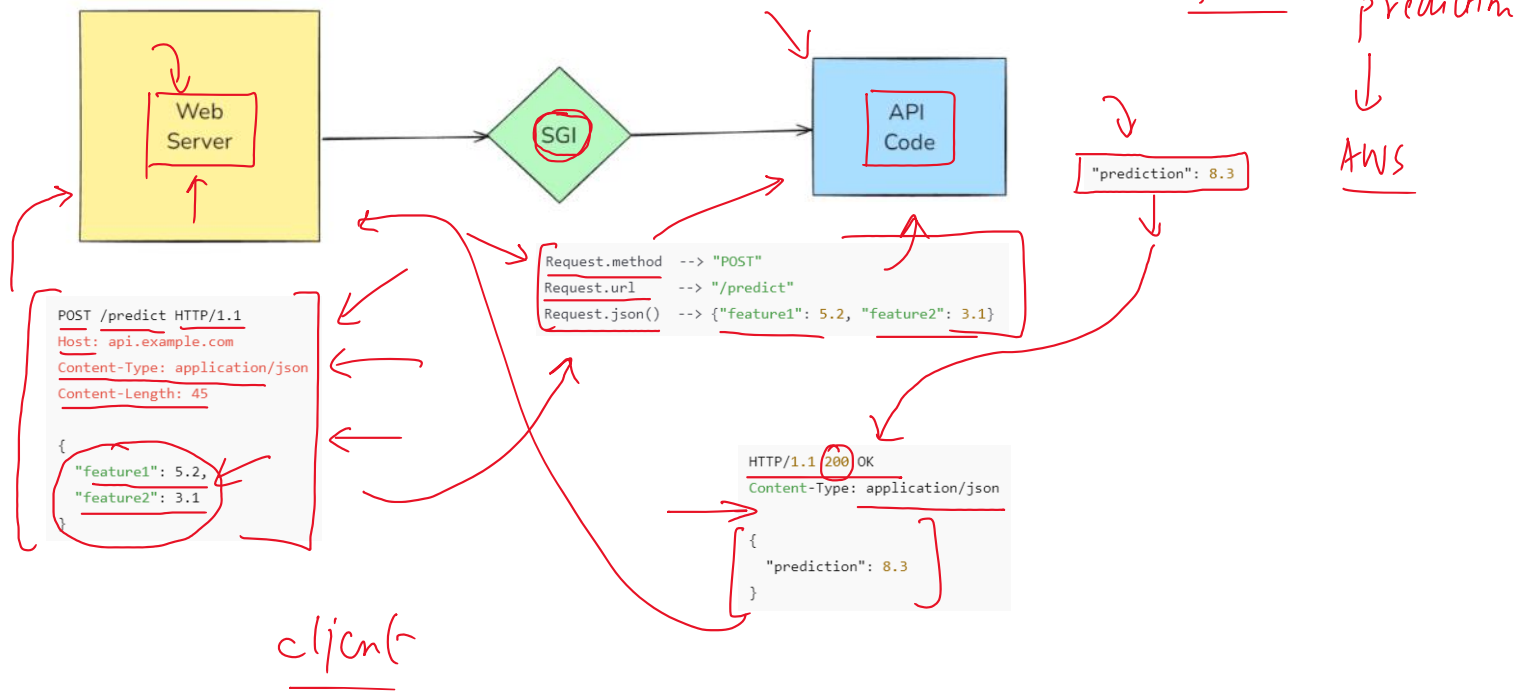 prediction
Web
Server
SGI
API
Code
"prediction": 8.3
AWS
Request.method --> "POST"
Request.url --> "/predict"
Request.json() --> {"feature1": 5.2, "feature2": 3.1}
POST /predict HTTP/1.1
Host: api.example.com
Content-Type: application/json
Content-Length: 45
{
"feature1": 5.2,
"feature2": 3.1
}
HTTP/1.1 200 OK
Content-Type: application/json
{
"prediction": 8.3
}
client